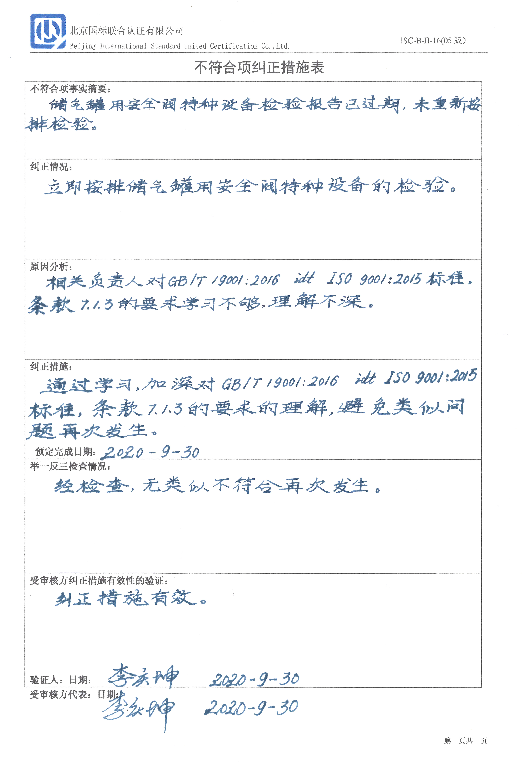 北京国标联合认证有限公司
Beijing International Standard united Certification Co.,Ltd.
ISC-B-II-16(05版)
不符合项纠正措施表
不符合项事实摘要:
储气罐用安全阀特种设备检验报告已过期,未重新按
排检验。
纠正情况:
立即按排储气罐用安全阀特种设备的检验。
原因分析:
相关负责人对GB/T 19001:2016 idt ISO 9001:2015标准,
条款7.1.3的要求学习不够,理解不深。
纠正措施:
通过学习,加深对GB/T 19001:2016 idt ISO 9001:2015
标准,条款7.1.3的要求的理解,避免类似问
题再次发生。
预定完成日期: 2020-9-30
举一反三检查情况:
经检查,无类似不符合再次发生。
受审核方纠正措施有效性的验证:
纠正措施有效。
验证人: 日期: 李庆坤 2020-9-30
受审核方代表: 日期: 李庆坤 2020-9-30